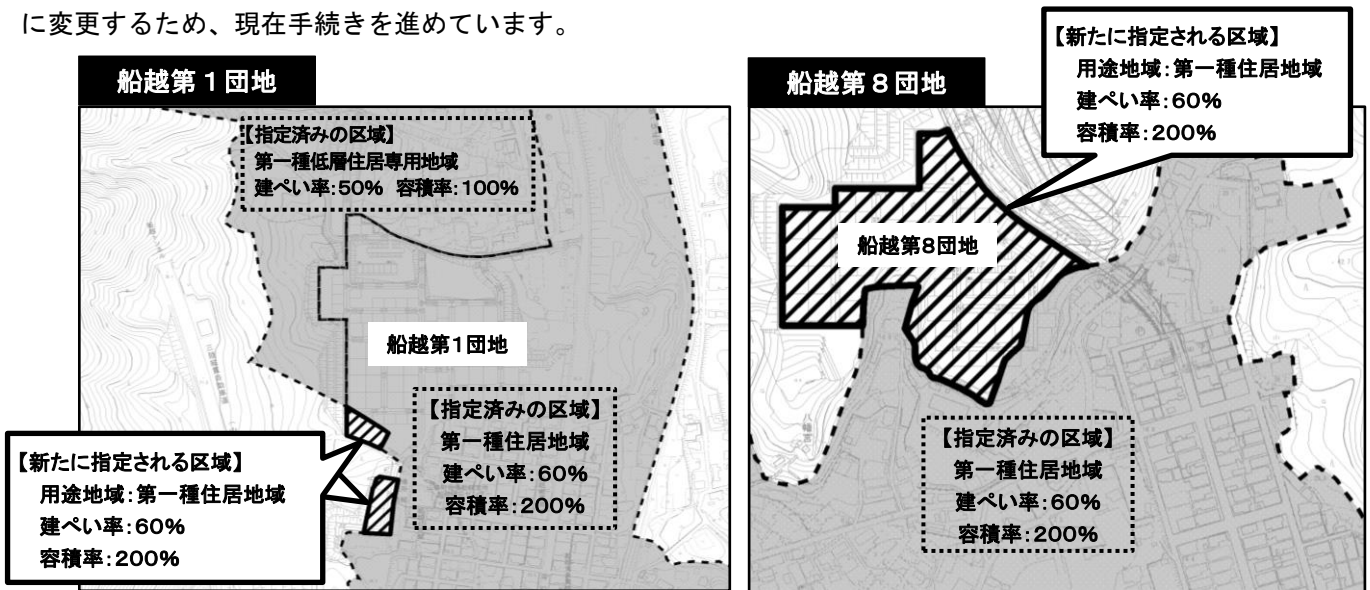 に変更するため、現在手続きを進めています。
船越第1団地
【指定済みの区域】
第一種低層住居専用地域
建ぺい率:50% 容積率:100%
船越第1団地
【指定済みの区域】
第一種住居地域
建ぺい率:60%
容積率:200%
【新たに指定される区域】
用途地域:第一種住居地域
建ぺい率:60%
容積率:200%
船越第8団地
【新たに指定される区域】
用途地域:第一種住居地域
建ぺい率:60%
容積率:200%
船越第8団地
八幡宮
【指定済みの区域】
第一種住居地域
建ぺい率:60%
容積率:200%